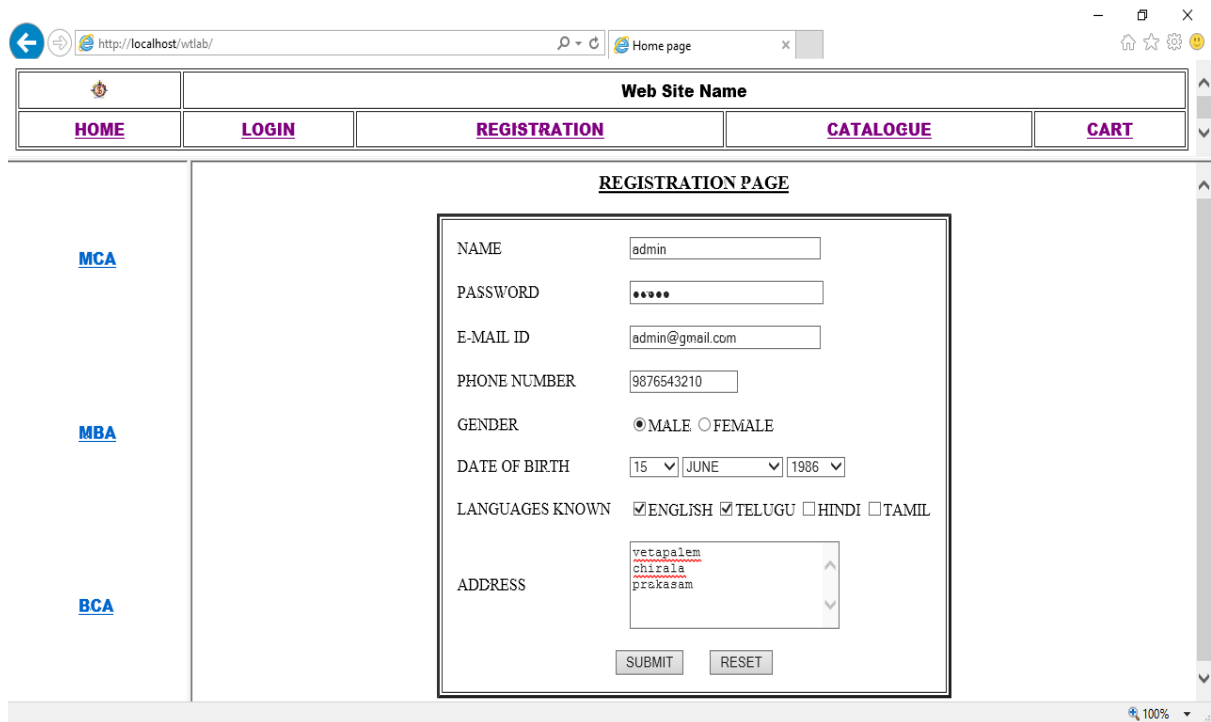 http://localhost/wtlab/
Home page
Web Site Name
HOME LOGIN REGISTRATION CATALOGUE CART
REGISTRATION PAGE
MCA
MBA
BCA
NAME admin
PASSWORD •••••
E-MAIL ID admin@gmail.com
PHONE NUMBER 9876543210
GENDER MALE FEMALE
DATE OF BIRTH 15 JUNE 1986
LANGUAGES KNOWN ENGLISH TELUGU HINDI TAMIL
ADDRESS
vetapalem
chirala
prakasam
SUBMIT RESET
100%